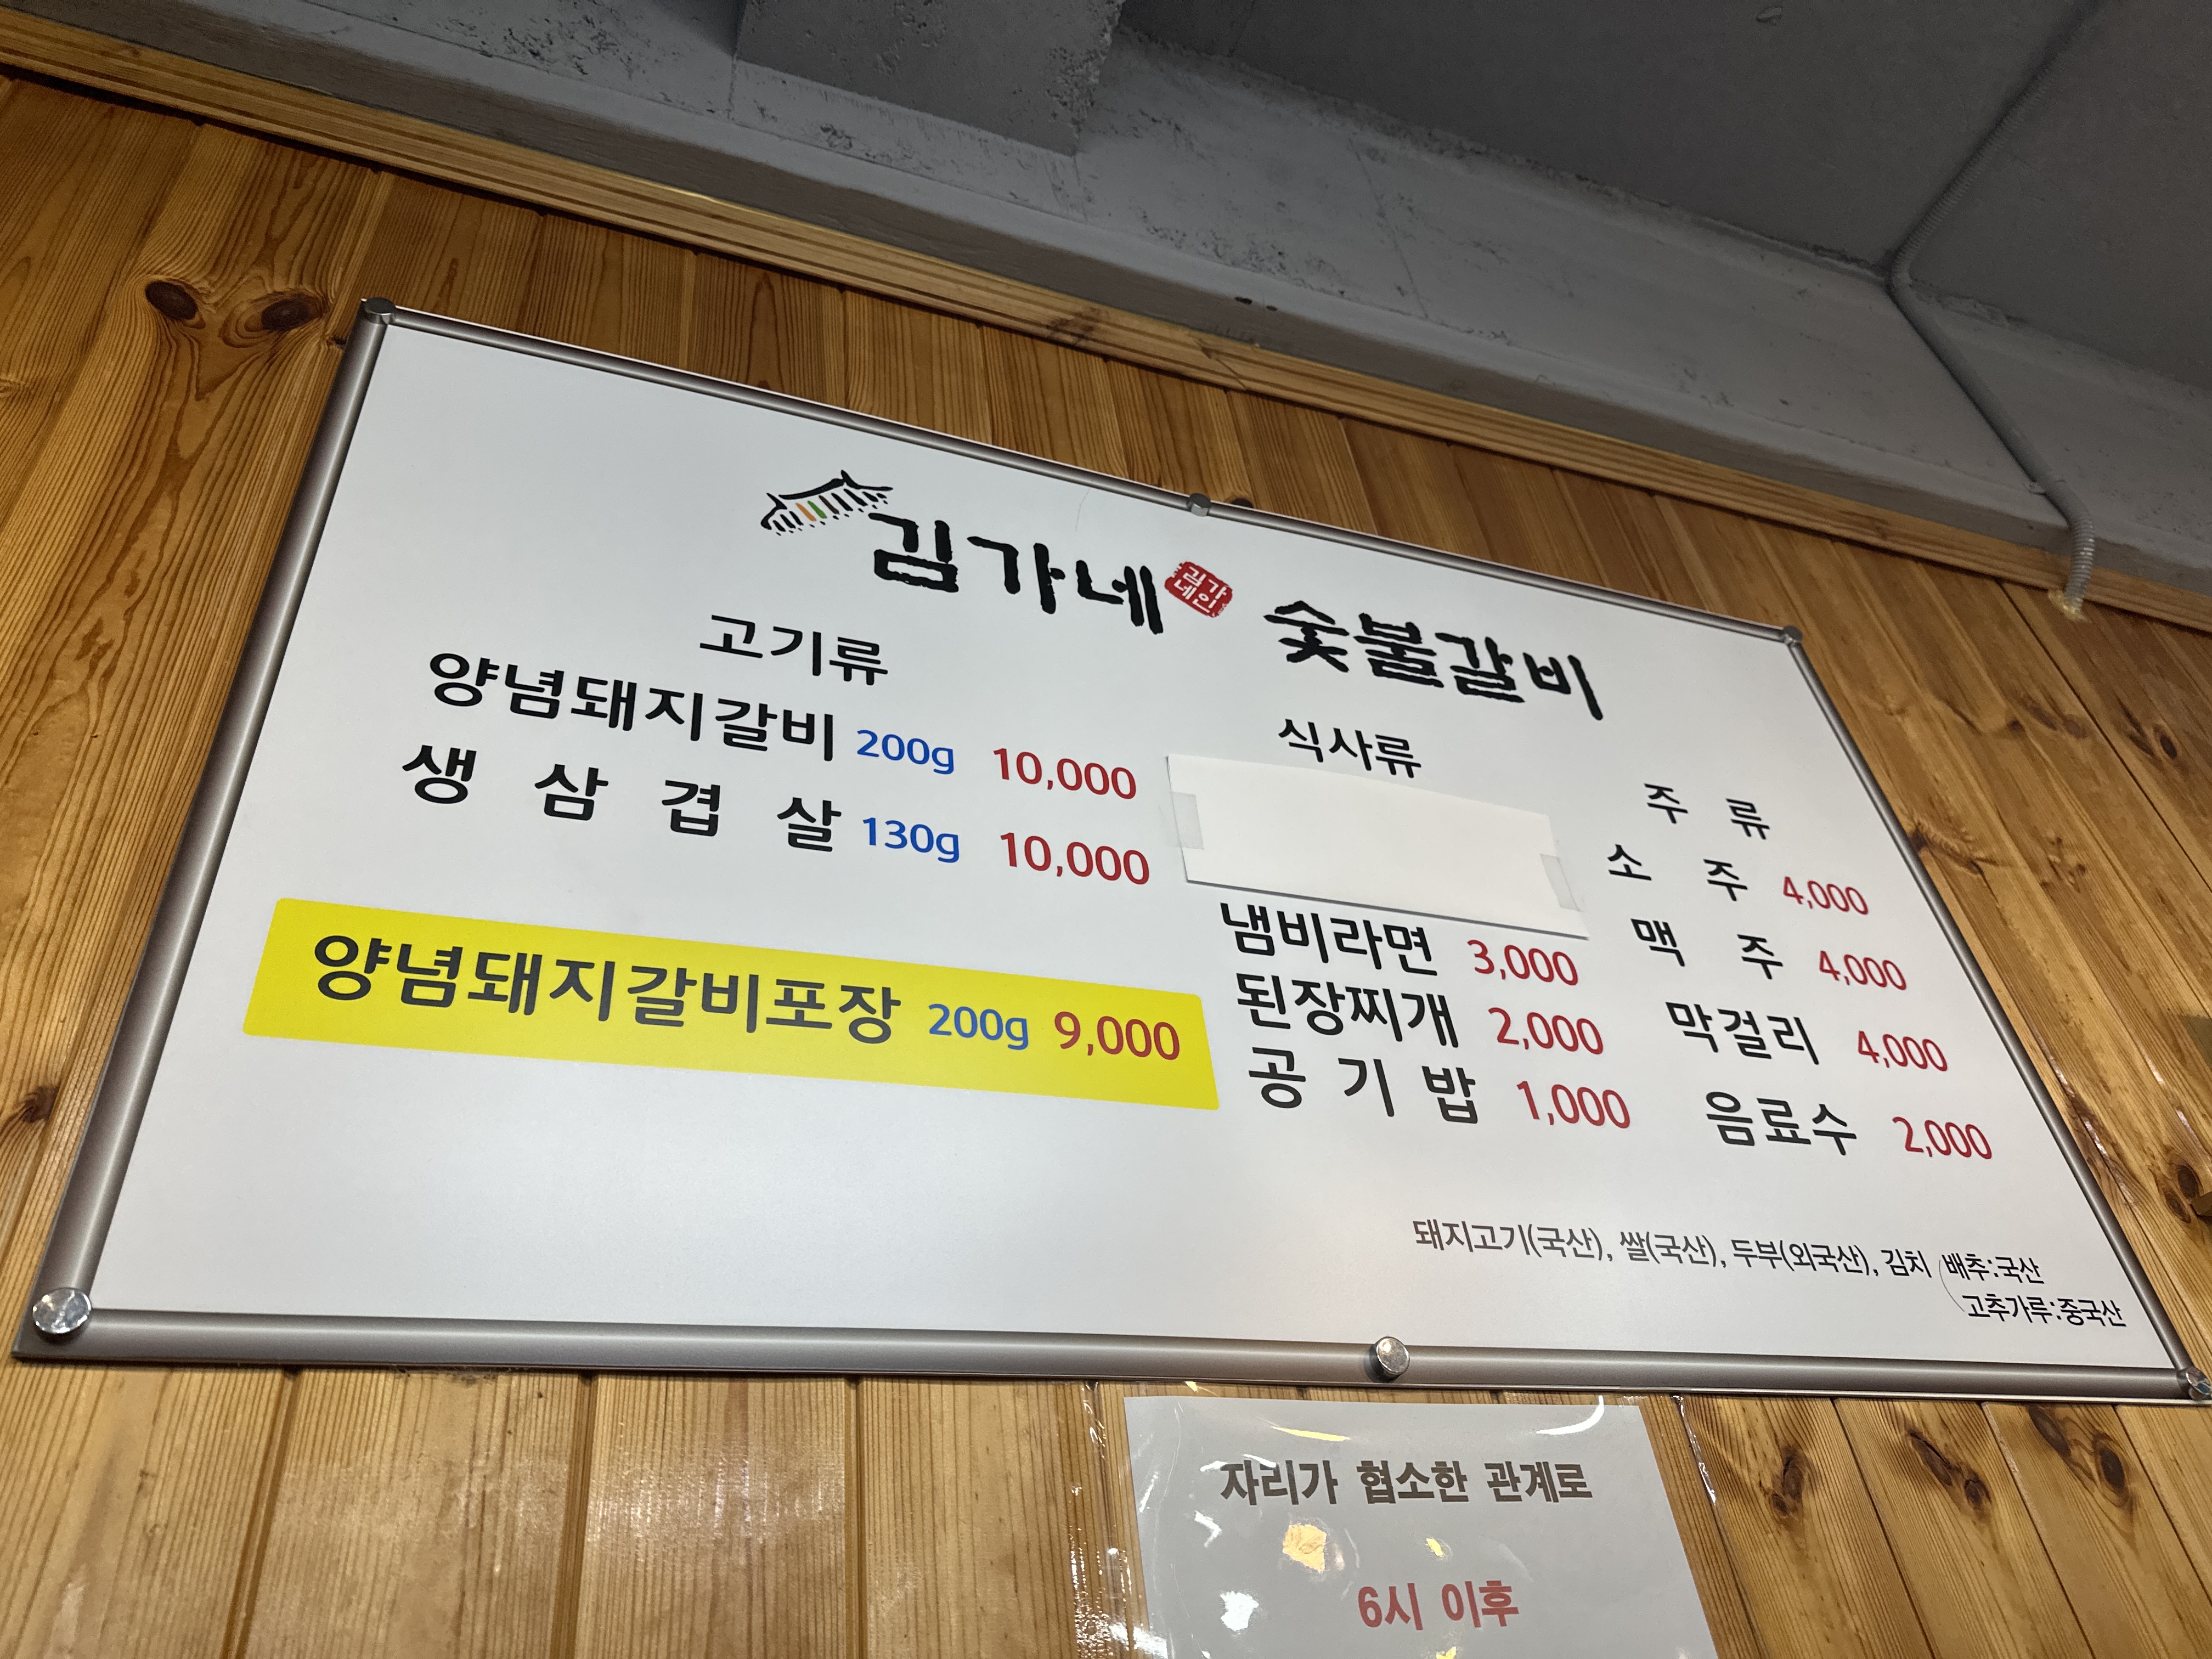 김가네 김가네인 숯불갈비
고기류
양념돼지갈비 200g 10,000
생 삼 겹 살 130g 10,000
양념돼지갈비포장 200g 9,000
식사류
냄비라면 3,000
된장찌개 2,000
공 기 밥 1,000
주 류
소 주 4,000
맥 주 4,000
막걸리 4,000
음료수 2,000
돼지고기(국산), 쌀(국산), 두부(외국산), 김치 (배추:국산
고추가루:중국산
자리가 협소한 관계로
6시 이후